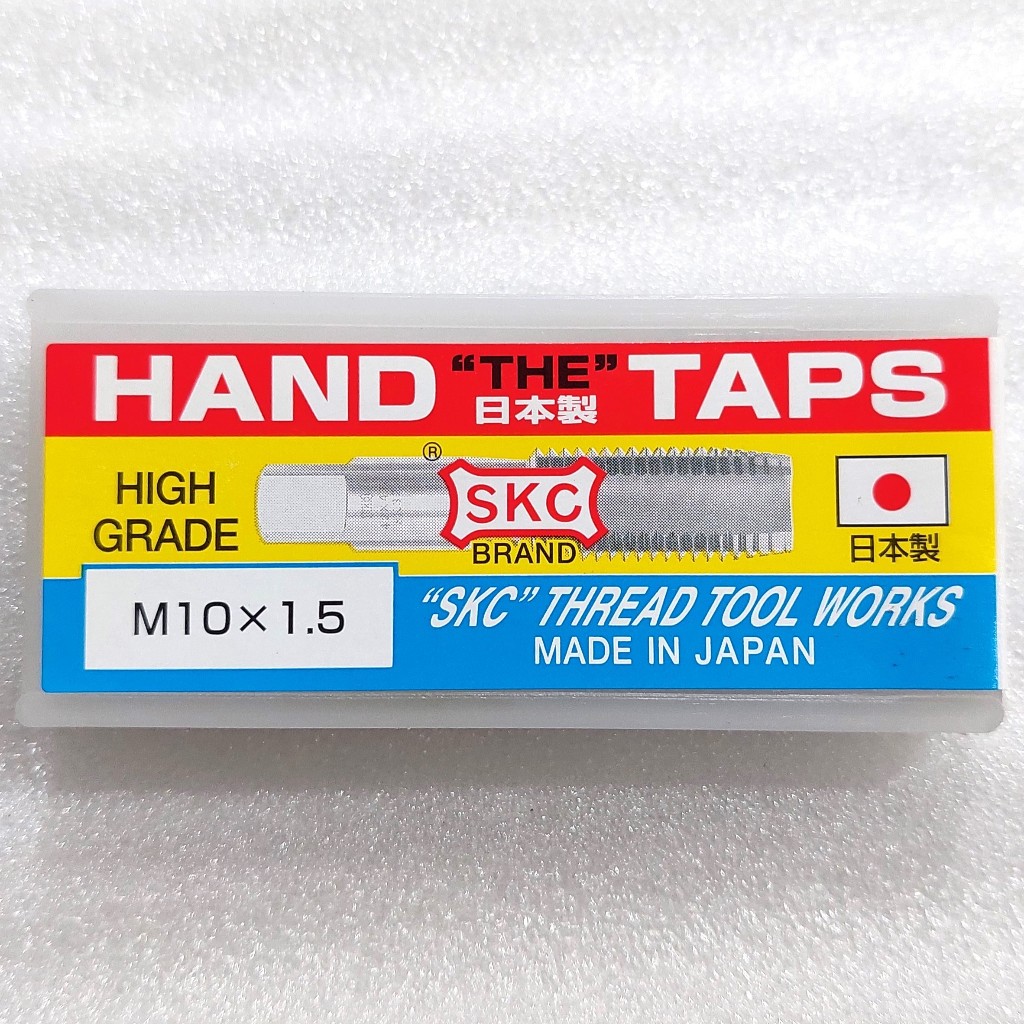 HAND “THE” TAPS
日本製
®
HIGH
GRADE
SKC
BRAND
日本製
M10×1.5
“SKC” THREAD TOOL WORKS
MADE IN JAPAN